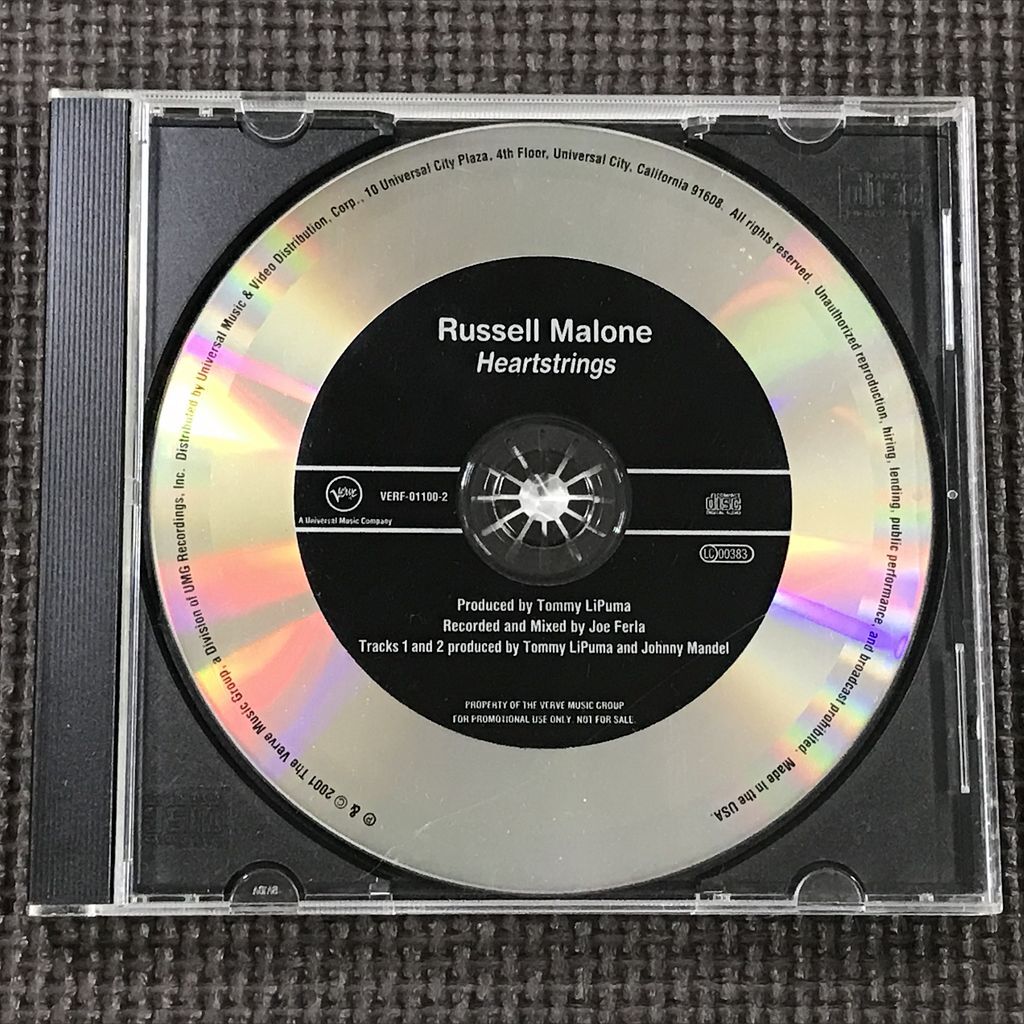 Russell Malone
Heartstrings
Verve
VERF-01100-2
A Universal Music Company
COMPACT
disc
DIGITAL AUDIO
LC 00383
Produced by Tommy LiPuma
Recorded and Mixed by Joe Ferla
Tracks 1 and 2 produced by Tommy LiPuma and Johnny Mandel
PROPERTY OF THE VERVE MUSIC GROUP
FOR PROMOTIONAL USE ONLY. NOT FOR SALE.
℗ & © 2001 The Verve Music Group, a Division of UMG Recordings, Inc. Distributed by Universal Music & Video Distribution, Corp., 10 Universal City Plaza, 4th Floor, Universal City, California 91608. All rights reserved. Unauthorized reproduction, hiring, lending, public performance, and broadcast prohibited. Made in the USA.
disc